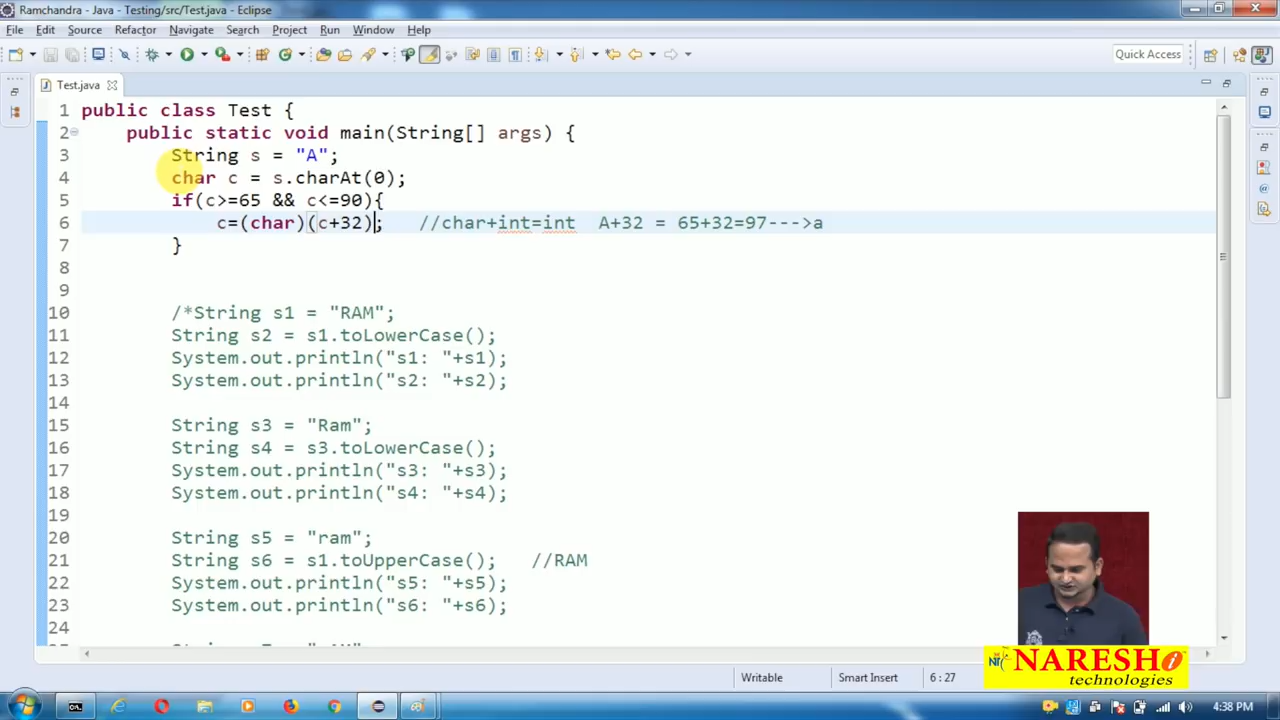 Ramchandra - Java - Testing/src/Test.java - Eclipse
File Edit Source Refactor Navigate Search Project Run Window Help
Quick Access
Test.java
1 public class Test {
2 public static void main(String[] args) {
3 String s = "A";
4 char c = s.charAt(0);
5 if(c>=65 && c<=90){
6 c=(char)(c+32); //char+int=int A+32 = 65+32=97--->a
7 }
8
9
10 /*String s1 = "RAM";
11 String s2 = s1.toLowerCase();
12 System.out.println("s1: "+s1);
13 System.out.println("s2: "+s2);
14
15 String s3 = "Ram";
16 String s4 = s3.toLowerCase();
17 System.out.println("s3: "+s3);
18 System.out.println("s4: "+s4);
19
20 String s5 = "ram";
21 String s6 = s1.toUpperCase(); //RAM
22 System.out.println("s5: "+s5);
23 System.out.println("s6: "+s6);
24
Writable Smart Insert 6 : 27
NARESH i
technologies
4:38 PM